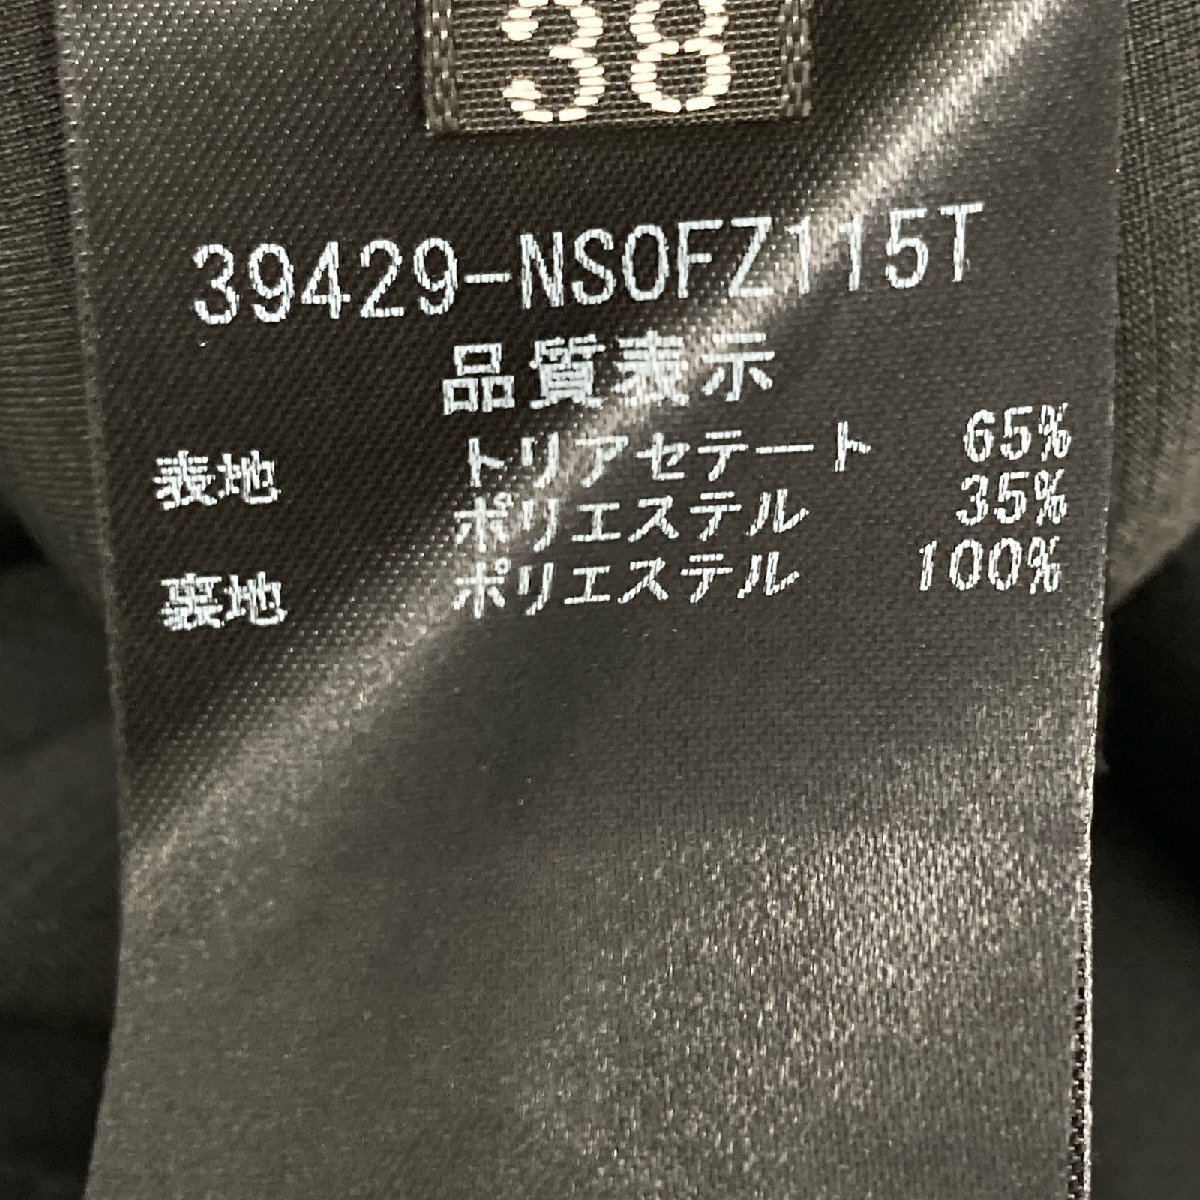 38
39429-NSOFZ115T
品質表示
表地 トリアセテート 65%
ポリエステル 35%
裏地 ポリエステル 100%